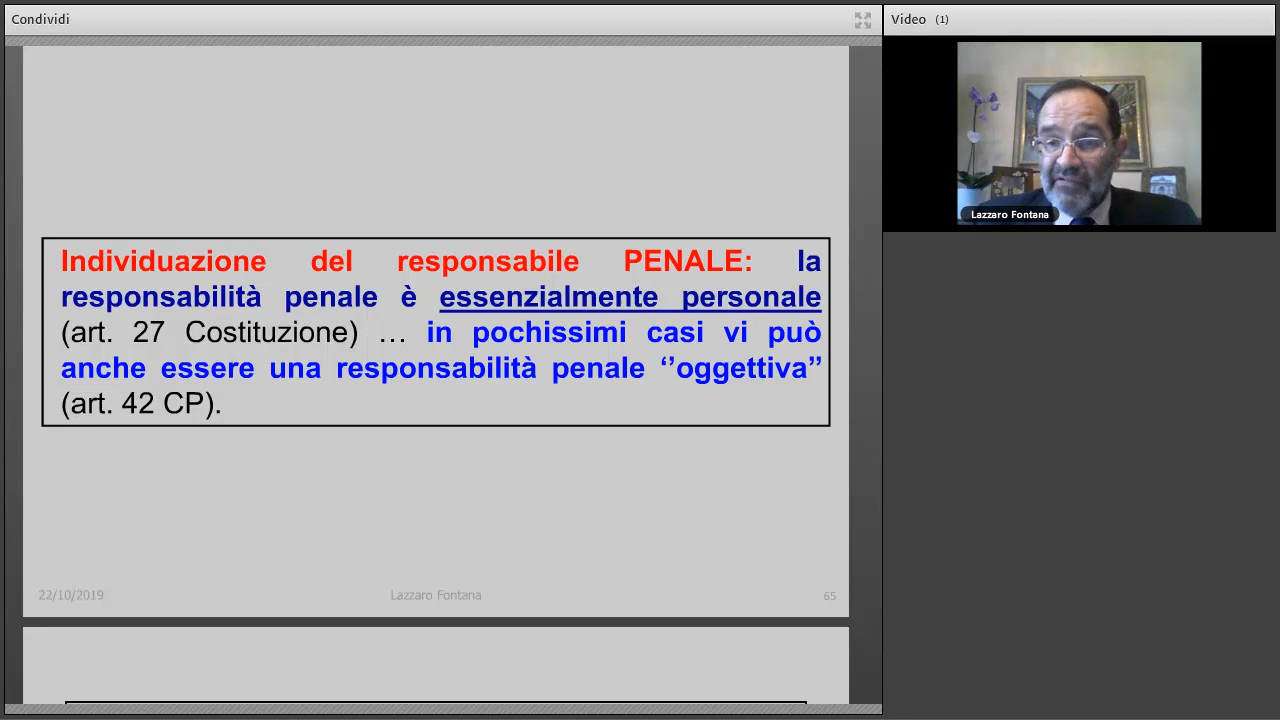 Condividi
Video (1)
Lazzaro Fontana
Individuazione del responsabile PENALE: la
responsabilità penale è essenzialmente personale
(art. 27 Costituzione) … in pochissimi casi vi può
anche essere una responsabilità penale ‘’oggettiva’’
(art. 42 CP).
22/10/2019 Lazzaro Fontana 65